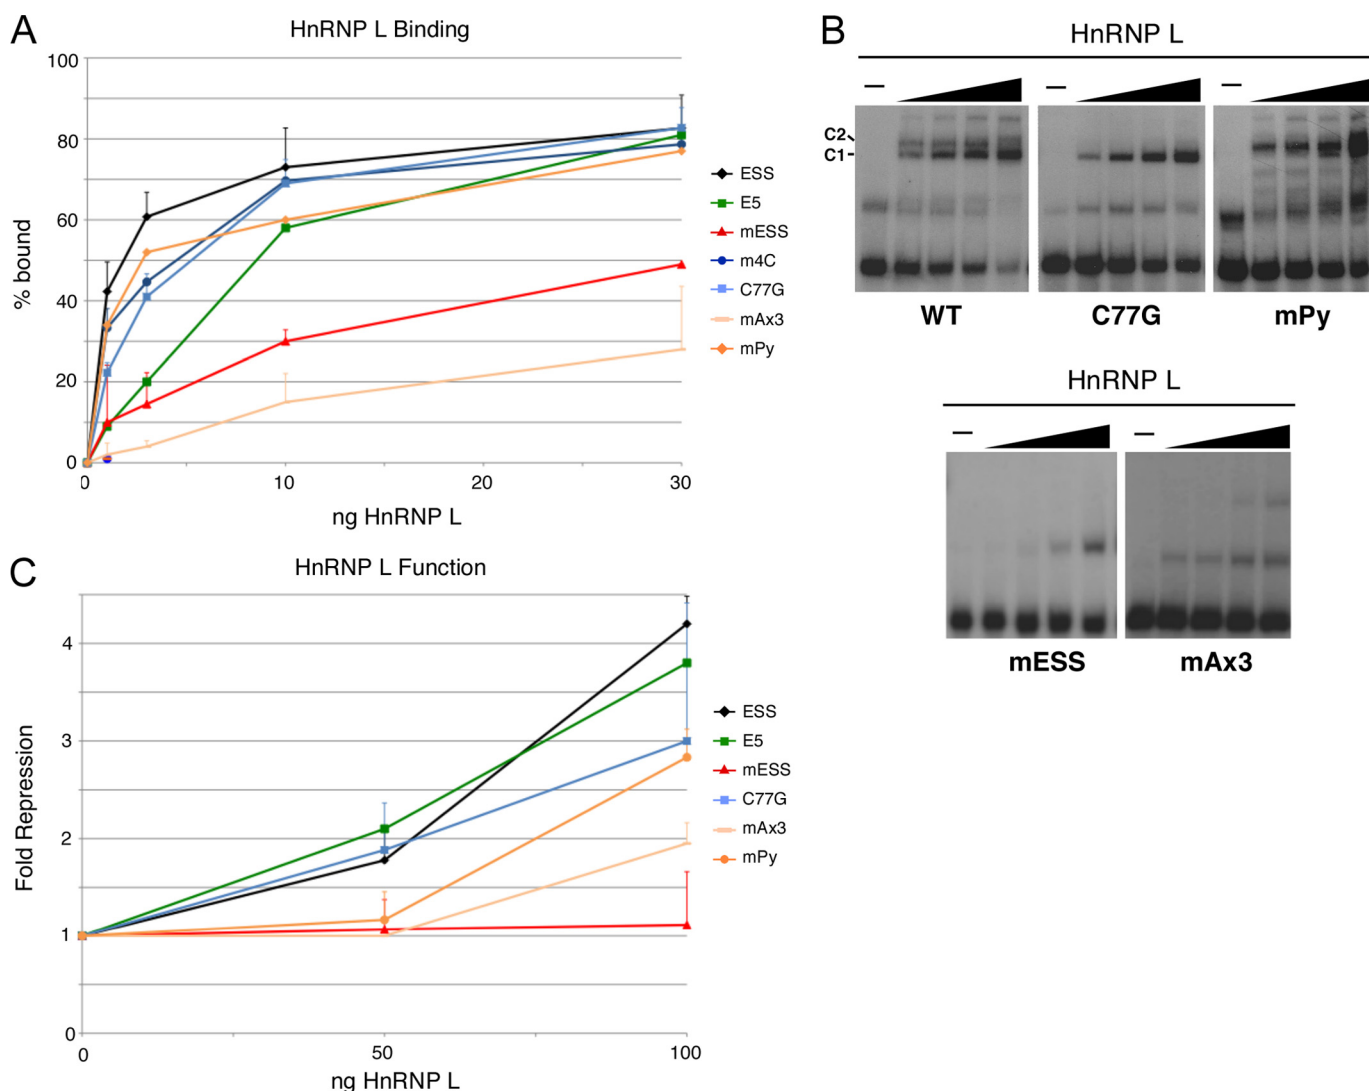 A
HnRNP L Binding
100
80
60
40
20
0
% bound
0
10
20
30
ng HnRNP L
ESS
E5
mESS
m4C
C77G
mAx3
mPy
B
HnRNP L
–
–
–
C2
C1
WT
C77G
mPy
HnRNP L
–
–
mESS
mAx3
C
HnRNP L Function
4
3
2
1
0
Fold Repression
0
50
100
ng HnRNP L
ESS
E5
mESS
C77G
mAx3
mPy